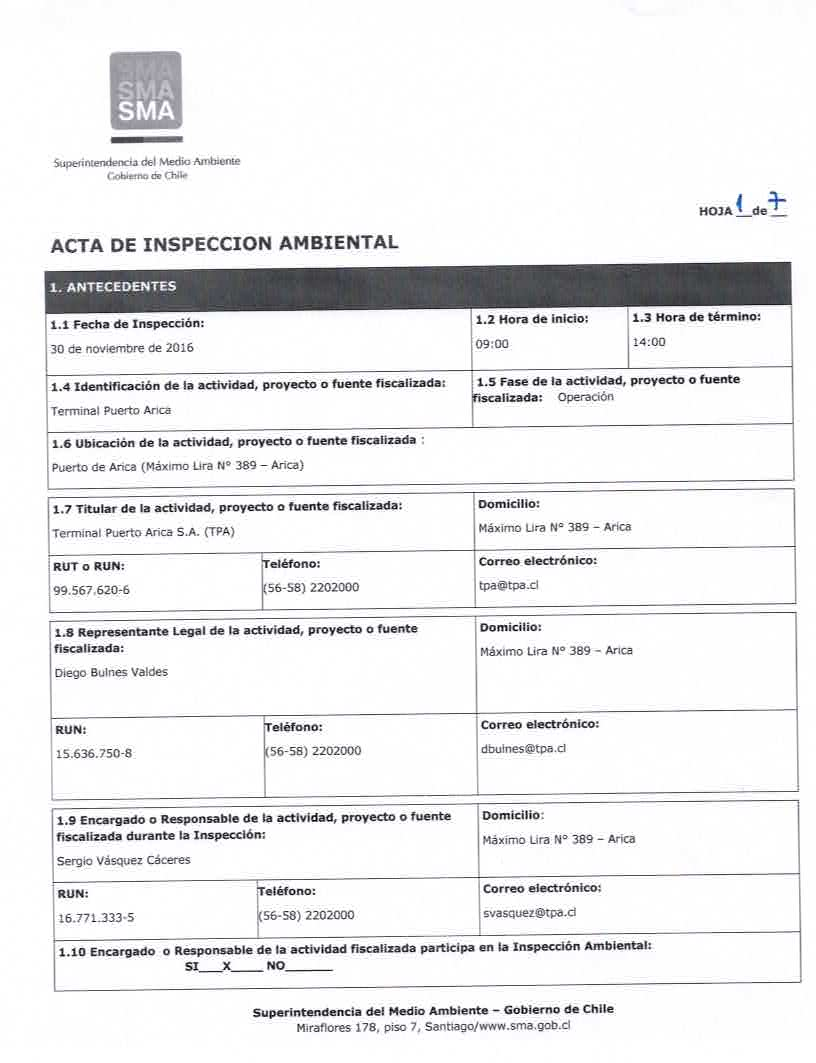 SMA
SMA
SMA
Superintendencia del Medio Ambiente
Gobierno de Chile
HOJA 1 de 7
ACTA DE INSPECCION AMBIENTAL
1. ANTECEDENTES
1.1 Fecha de Inspección:
30 de noviembre de 2016
1.2 Hora de inicio:
09:00
1.3 Hora de término:
14:00
1.4 Identificación de la actividad, proyecto o fuente fiscalizada:
Terminal Puerto Arica
1.5 Fase de la actividad, proyecto o fuente
fiscalizada: Operación
1.6 Ubicación de la actividad, proyecto o fuente fiscalizada :
Puerto de Arica (Máximo Lira Nº 389 – Arica)
1.7 Titular de la actividad, proyecto o fuente fiscalizada:
Terminal Puerto Arica S.A. (TPA)
Domicilio:
Máximo Lira Nº 389 – Arica
RUT o RUN:
99.567.620-6
Teléfono:
(56-58) 2202000
Correo electrónico:
tpa@tpa.cl
1.8 Representante Legal de la actividad, proyecto o fuente
fiscalizada:
Diego Bulnes Valdes
Domicilio:
Máximo Lira Nº 389 – Arica
RUN:
15.636.750-8
Teléfono:
(56-58) 2202000
Correo electrónico:
dbulnes@tpa.cl
1.9 Encargado o Responsable de la actividad, proyecto o fuente
fiscalizada durante la Inspección:
Sergio Vásquez Cáceres
Domicilio:
Máximo Lira Nº 389 – Arica
RUN:
16.771.333-5
Teléfono:
(56-58) 2202000
Correo electrónico:
svasquez@tpa.cl
1.10 Encargado o Responsable de la actividad fiscalizada participa en la Inspección Ambiental:
SI___X_____ NO_______
Superintendencia del Medio Ambiente – Gobierno de Chile
Miraflores 178, piso 7, Santiago/www.sma.gob.cl